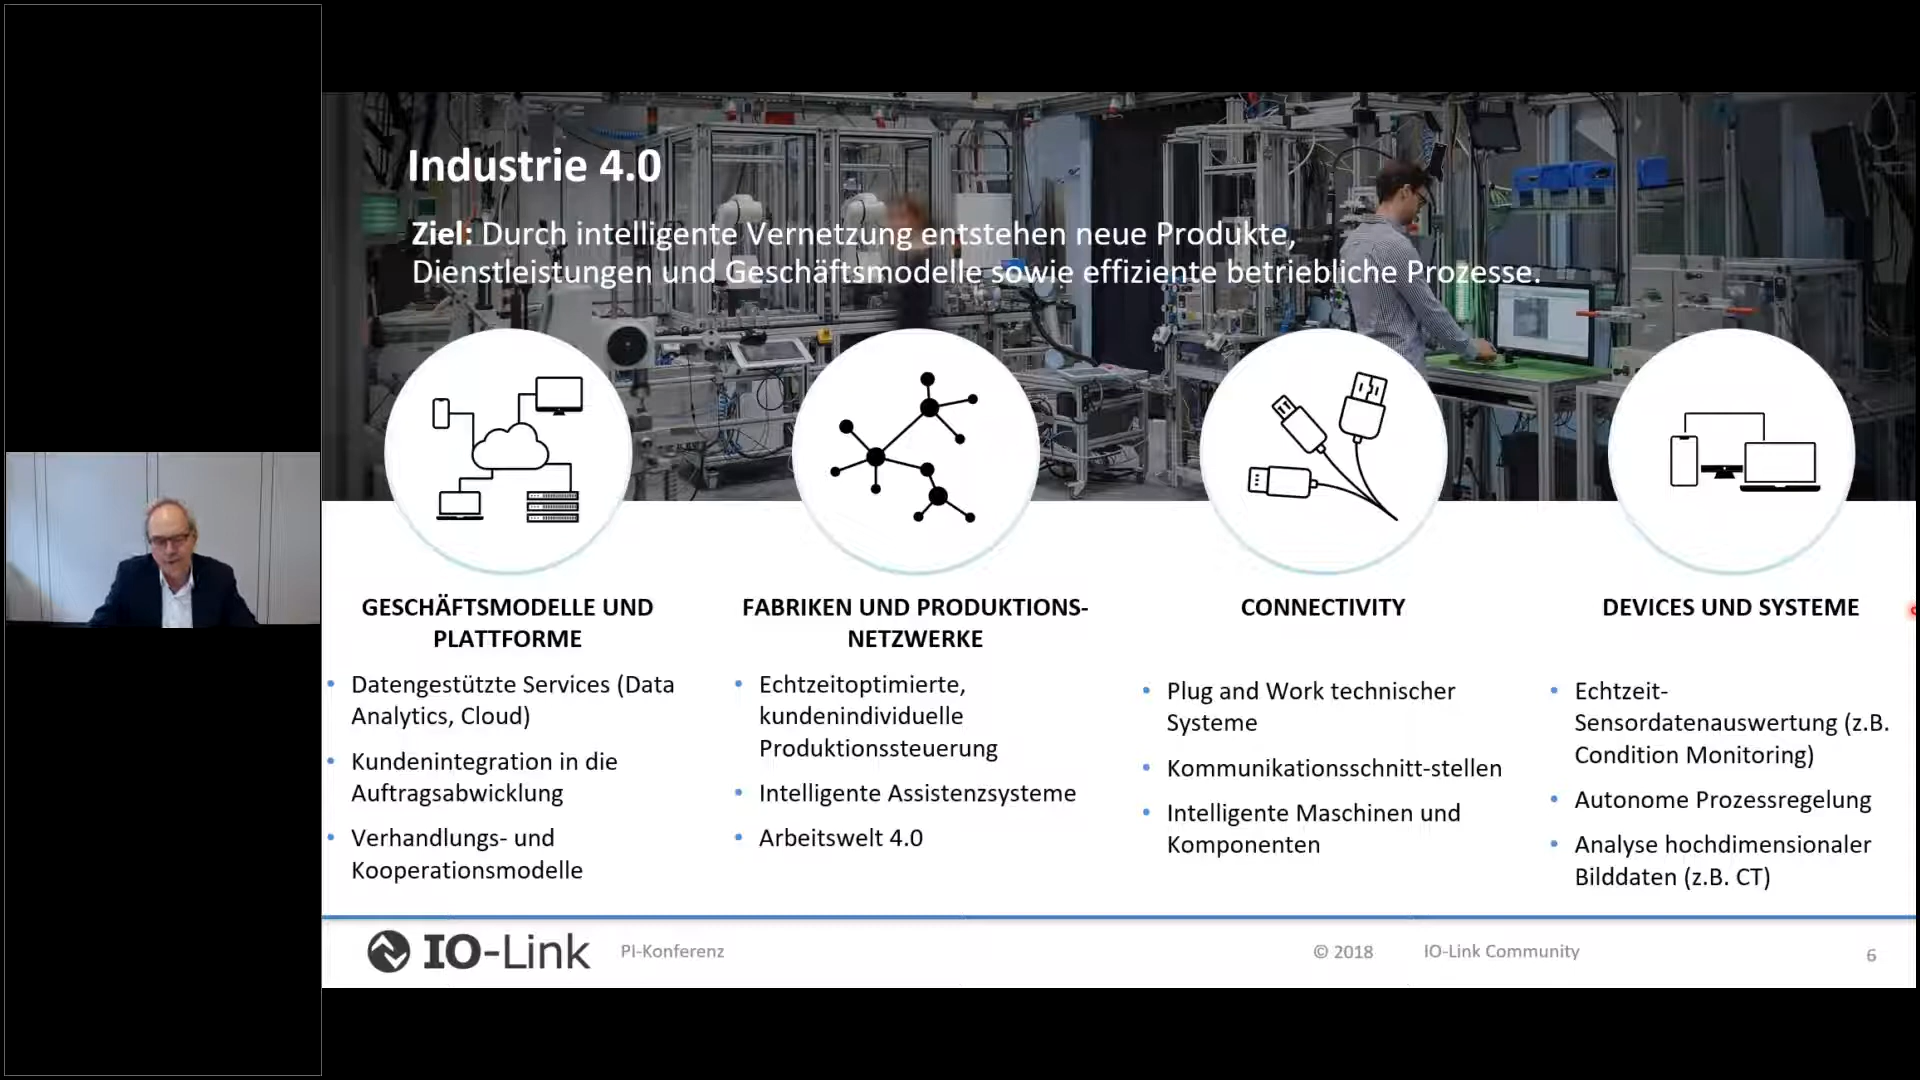 Industrie 4.0
Ziel: Durch intelligente Vernetzung entstehen neue Produkte,
Dienstleistungen und Geschäftsmodelle sowie effiziente betriebliche Prozesse.
GESCHÄFTSMODELLE UND
PLATTFORME
• Datengestützte Services (Data
Analytics, Cloud)
• Kundenintegration in die
Auftragsabwicklung
• Verhandlungs- und
Kooperationsmodelle
FABRIKEN UND PRODUKTIONS-
NETZWERKE
• Echtzeitoptimierte,
kundenindividuelle
Produktionssteuerung
• Intelligente Assistenzsysteme
• Arbeitswelt 4.0
CONNECTIVITY
• Plug and Work technischer
Systeme
• Kommunikationsschnitt-stellen
• Intelligente Maschinen und
Komponenten
DEVICES UND SYSTEME
• Echtzeit-
Sensordatenauswertung (z.B.
Condition Monitoring)
• Autonome Prozessregelung
• Analyse hochdimensionaler
Bilddaten (z.B. CT)
IO-Link PI-Konferenz © 2018 IO-Link Community 6